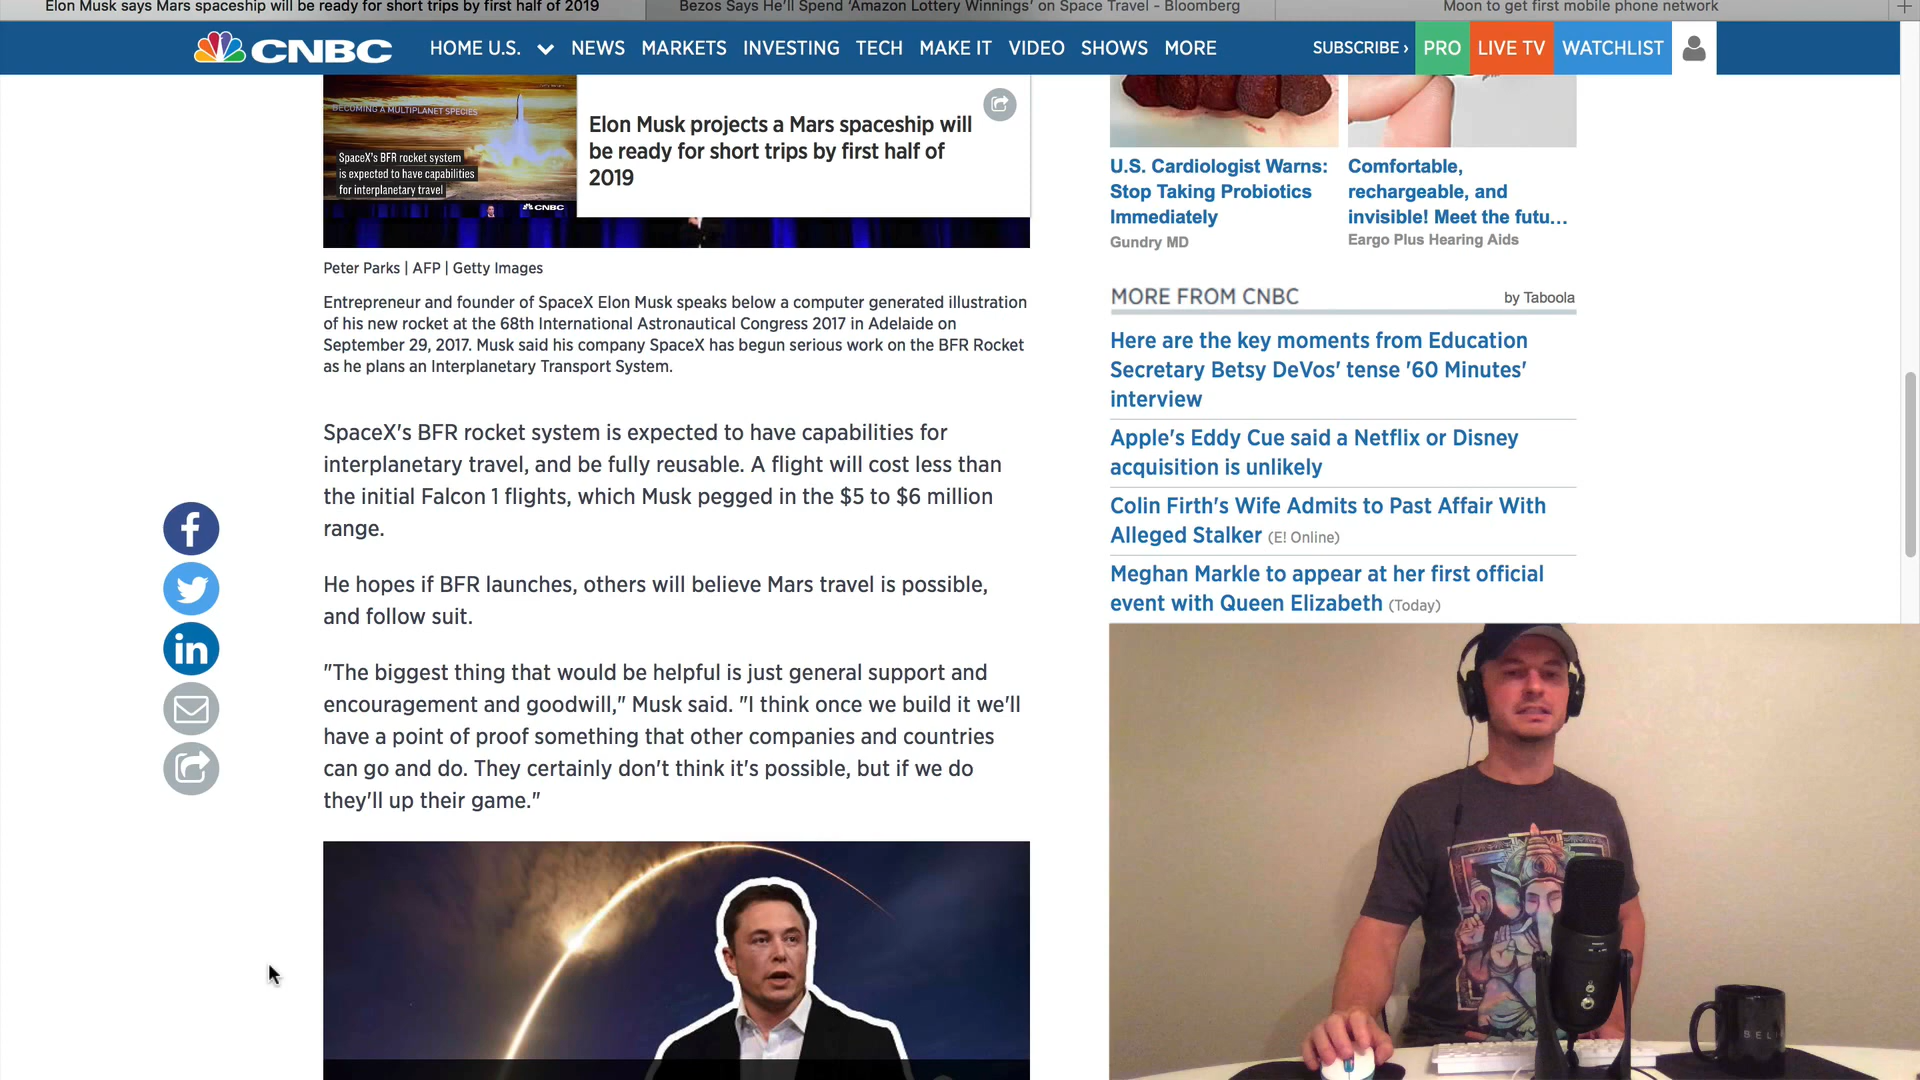 Elon Musk says Mars spaceship will be ready for short trips by first half of 2019
Bezos Says He'll Spend 'Amazon Lottery Winnings' on Space Travel - Bloomberg
Moon to get first mobile phone network
CNBC
HOME U.S.
NEWS
MARKETS
INVESTING
TECH
MAKE IT
VIDEO
SHOWS
MORE
SUBSCRIBE ›
PRO
LIVE TV
WATCHLIST
BECOMING A MULTIPLANET SPECIES
SpaceX's BFR rocket system
is expected to have capabilities
for interplanetary travel
CNBC
Elon Musk projects a Mars spaceship will
be ready for short trips by first half of
2019
Peter Parks | AFP | Getty Images
Entrepreneur and founder of SpaceX Elon Musk speaks below a computer generated illustration
of his new rocket at the 68th International Astronautical Congress 2017 in Adelaide on
September 29, 2017. Musk said his company SpaceX has begun serious work on the BFR Rocket
as he plans an Interplanetary Transport System.
SpaceX's BFR rocket system is expected to have capabilities for
interplanetary travel, and be fully reusable. A flight will cost less than
the initial Falcon 1 flights, which Musk pegged in the $5 to $6 million
range.
He hopes if BFR launches, others will believe Mars travel is possible,
and follow suit.
"The biggest thing that would be helpful is just general support and
encouragement and goodwill," Musk said. "I think once we build it we'll
have a point of proof something that other companies and countries
can go and do. They certainly don't think it's possible, but if we do
they'll up their game."
f
in
U.S. Cardiologist Warns:
Stop Taking Probiotics
Immediately
Gundry MD
Comfortable,
rechargeable, and
invisible! Meet the futu...
Eargo Plus Hearing Aids
MORE FROM CNBC
by Taboola
Here are the key moments from Education
Secretary Betsy DeVos' tense '60 Minutes'
interview
Apple's Eddy Cue said a Netflix or Disney
acquisition is unlikely
Colin Firth's Wife Admits to Past Affair With
Alleged Stalker (E! Online)
Meghan Markle to appear at her first official
event with Queen Elizabeth (Today)